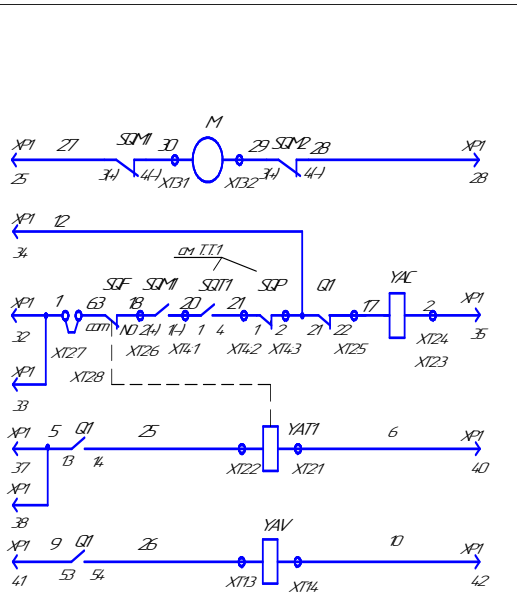 M
XP1 27 SQM1 30 29 SQM2 28 XP1
25 3(4) 4(-) XT31 XT32 3(4) 4(-) 28
XP1 12
34 см Т.Т.1
SQF SQM1 SQT1 SQP Q1 YAC
XP1 1 63 18 20 21 17 2 XP1
32 com NO 2(4) 1(-) 1 4 1 2 21 22 35
XT27 XT26 XT41 XT42 XT43 XT25 XT24
XT23
XP1 XT28
33
XP1 5 Q1 25 YAT1 6 XP1
37 13 14 XT22 XT21 40
XP1
38
XP1 9 Q1 26 YAV 10 XP1
41 53 54 XT13 XT14 42